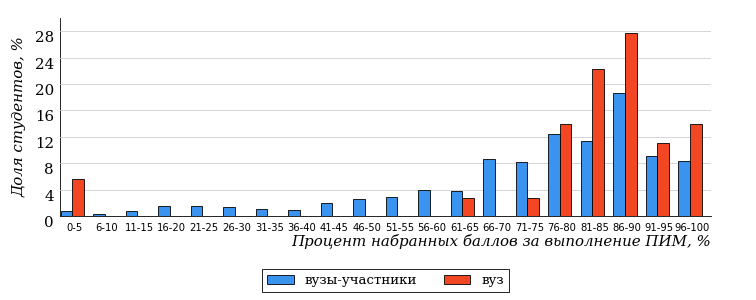 Доля студентов, %
28
24
20
16
12
8
4
0
0-5 6-10 11-15 16-20 21-25 26-30 31-35 36-40 41-45 46-50 51-55 56-60 61-65 66-70 71-75 76-80 81-85 86-90 91-95 96-100
Процент набранных баллов за выполнение ПИМ, %
вузы-участники вуз